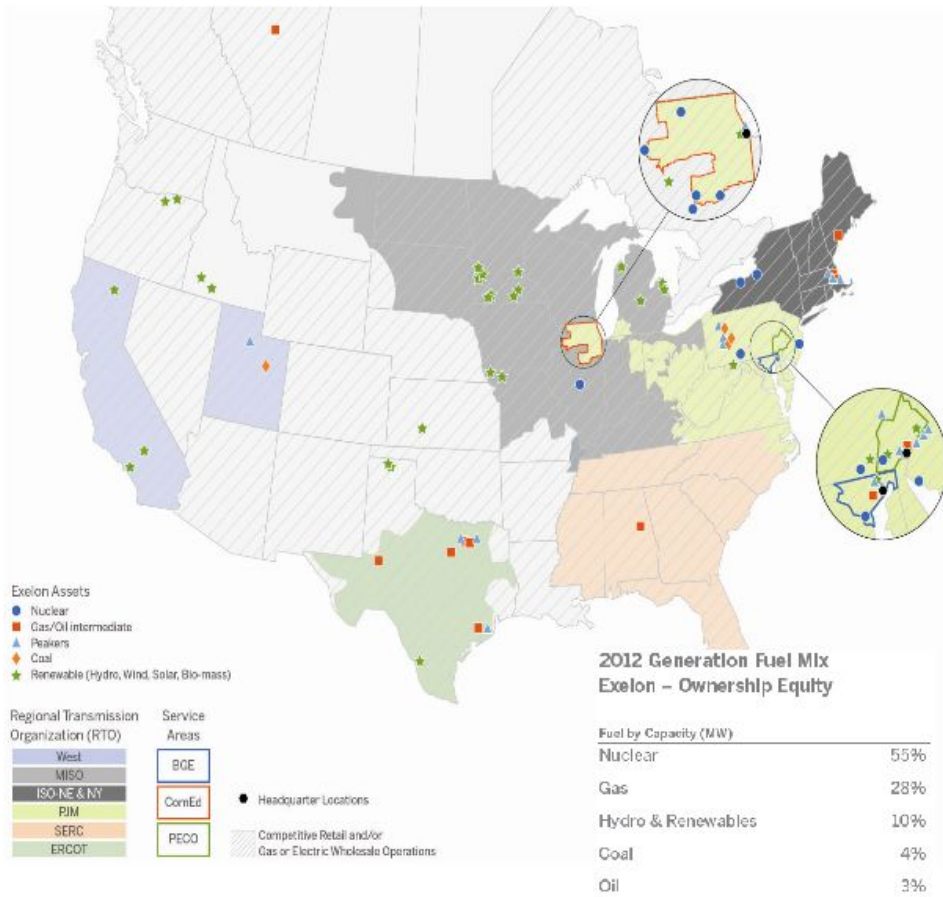 Exelon Assets
Nuclear
Gas/Oil intermediate
Peakers
Coal
Renewable (Hydro, Wind, Solar, Bio-mass)
Regional Transmission
Organization (RTO)
West
MISO
ISO-NE & NY
PJM
SERC
ERCOT
Service
Areas
BGE
ComEd
PECO
Headquarter Locations
Competitive Retail and/or
Gas or Electric Wholesale Operations
2012 Generation Fuel Mix
Exelon – Ownership Equity
Fuel by Capacity (MW)
Nuclear 55%
Gas 28%
Hydro & Renewables 10%
Coal 4%
Oil 3%